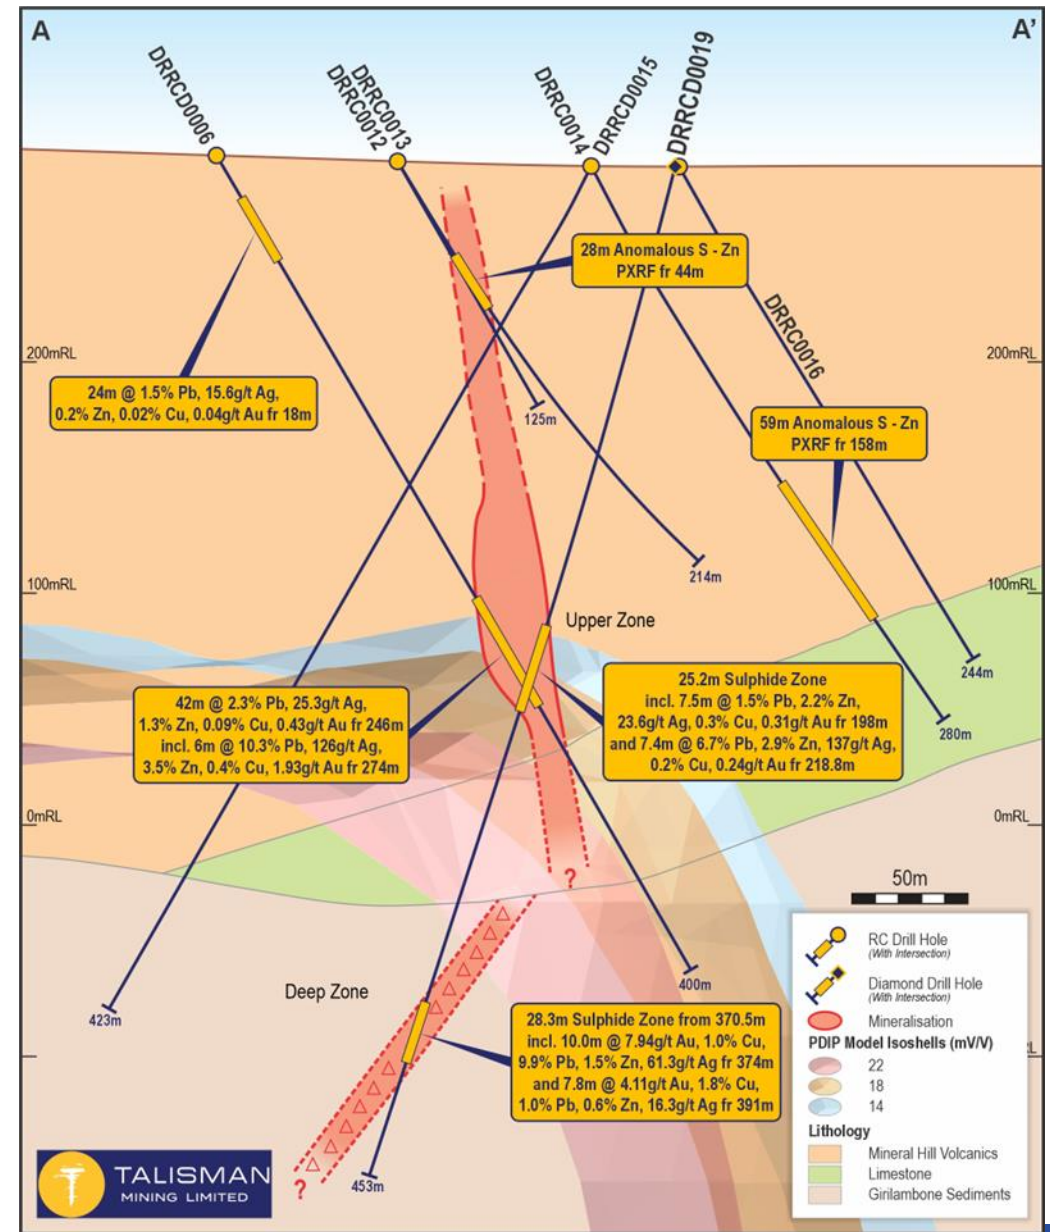 A
A'
DRRCD0006
DRRC0012
DRRC0013
DRRC0014
DRRCD0015
DRRCD0019
28m Anomalous S - Zn
PXRF fr 44m
DRRC0016
200mRL
200mRL
24m @ 1.5% Pb, 15.6g/t Ag,
0.2% Zn, 0.02% Cu, 0.04g/t Au fr 18m
125m
59m Anomalous S - Zn
PXRF fr 158m
214m
100mRL
100mRL
Upper Zone
244m
280m
42m @ 2.3% Pb, 25.3g/t Ag,
1.3% Zn, 0.09% Cu, 0.43g/t Au fr 246m
incl. 6m @ 10.3% Pb, 126g/t Ag,
3.5% Zn, 0.4% Cu, 1.93g/t Au fr 274m
25.2m Sulphide Zone
incl. 7.5m @ 1.5% Pb, 2.2% Zn,
23.6g/t Ag, 0.3% Cu, 0.31g/t Au fr 198m
and 7.4m @ 6.7% Pb, 2.9% Zn, 137g/t Ag,
0.2% Cu, 0.24g/t Au fr 218.8m
0mRL
0mRL
?
50m
Deep Zone
400m
423m
28.3m Sulphide Zone from 370.5m
incl. 10.0m @ 7.94g/t Au, 1.0% Cu,
9.9% Pb, 1.5% Zn, 61.3g/t Ag fr 374m
and 7.8m @ 4.11g/t Au, 1.8% Cu,
1.0% Pb, 0.6% Zn, 16.3g/t Ag fr 391m
?
453m
RC Drill Hole
(With Intersection)
Diamond Drill Hole
(With Intersection)
Mineralisation
PDIP Model Isoshells (mV/V)
22
18
14
Lithology
Mineral Hill Volcanics
Limestone
Girilambone Sediments
TALISMAN
MINING LIMITED